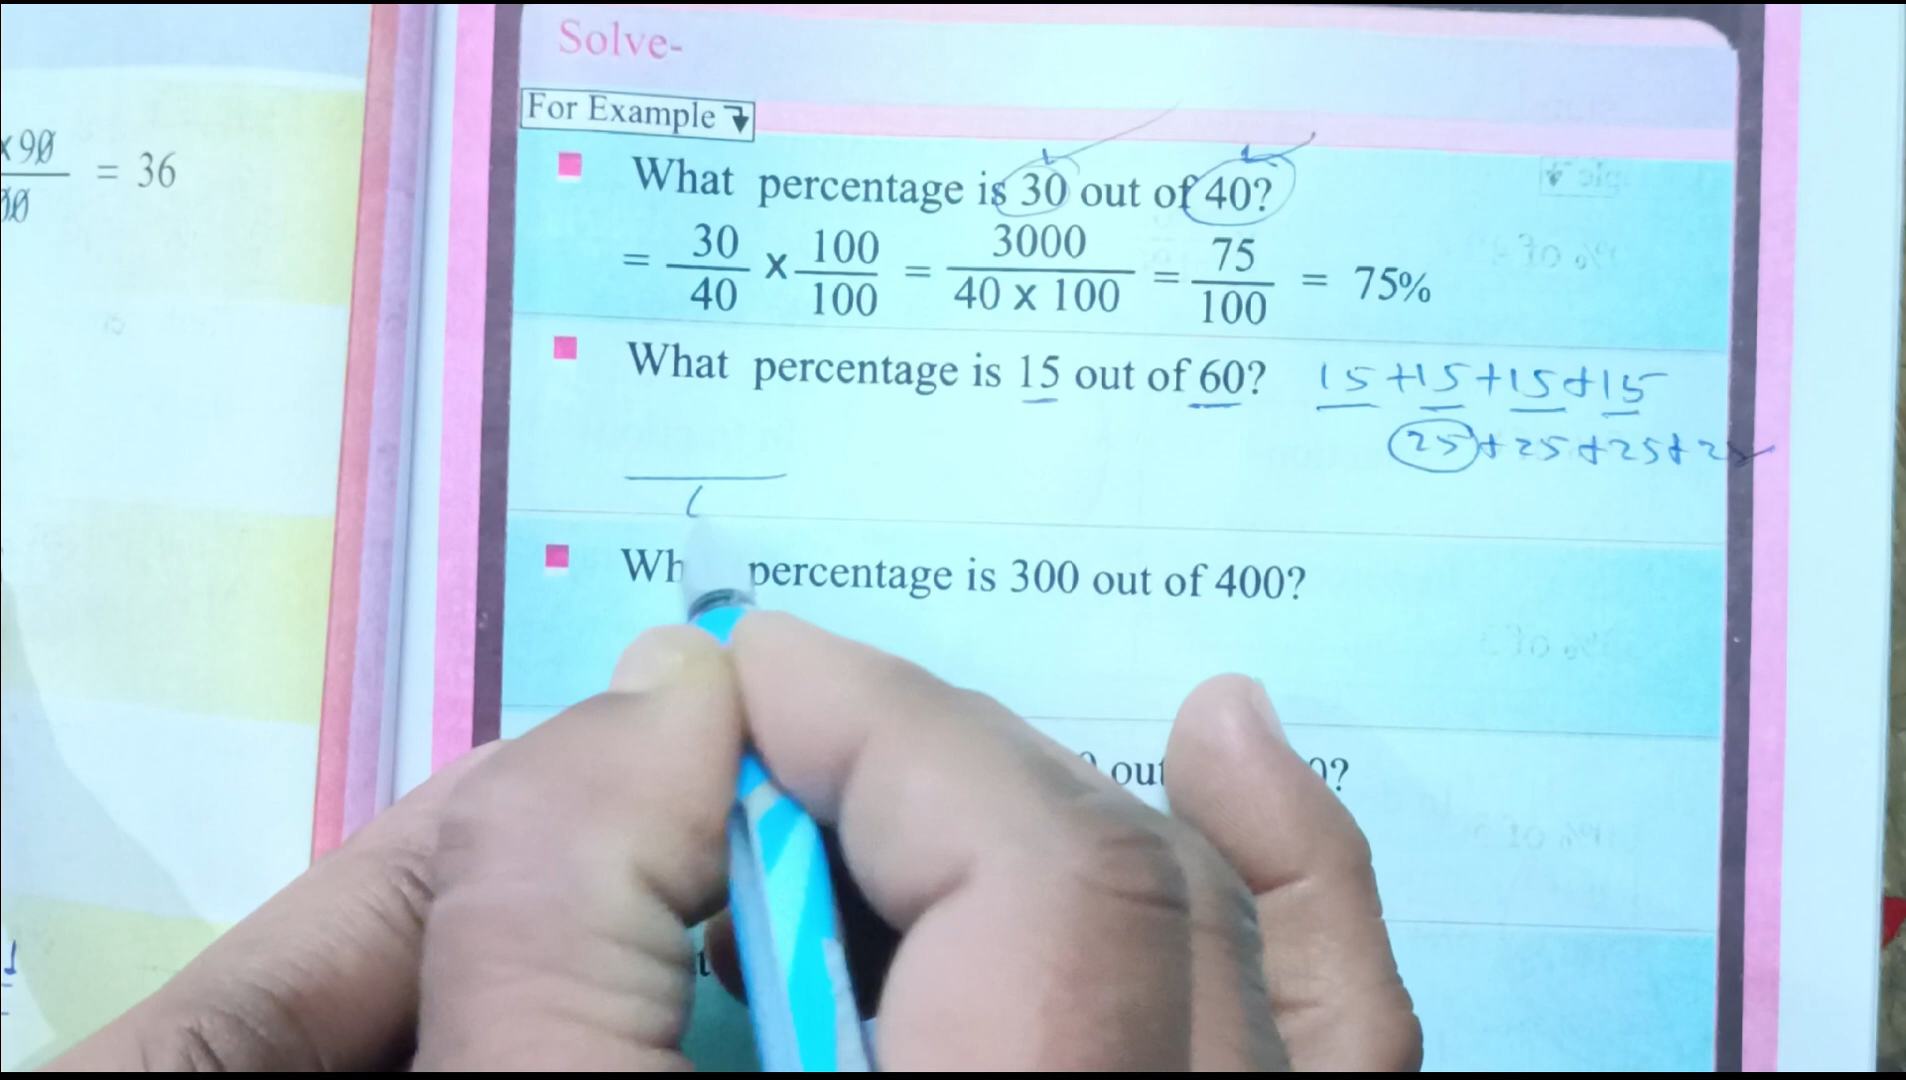 Solve-
For Example
×90
= 36
What percentage is 30 out of 40?
= 30/40 x 100/100 = 3000/40 x 100 = 75/100 = 75%
What percentage is 15 out of 60? 15 +15 +15 +15
25 + 25 + 25 +
percentage is 300 out of 400?